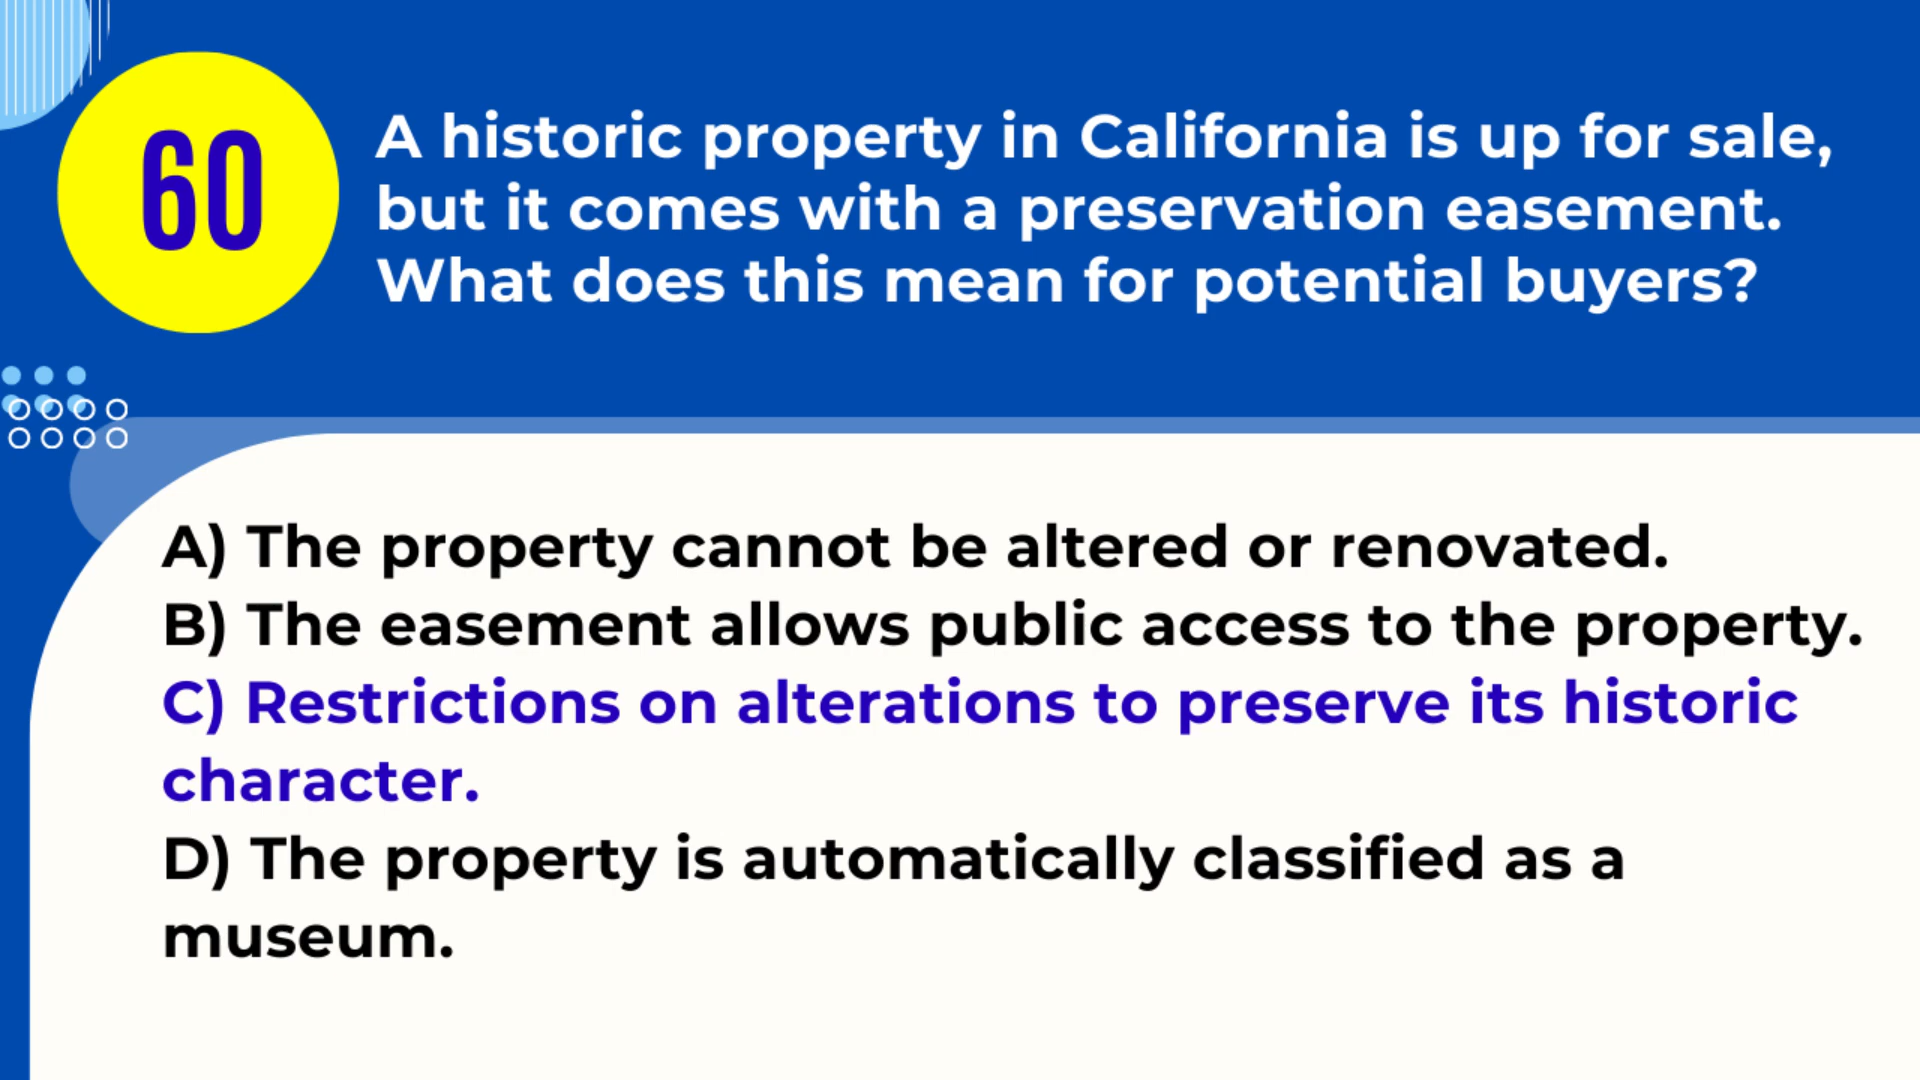 60
A historic property in California is up for sale,
but it comes with a preservation easement.
What does this mean for potential buyers?
A) The property cannot be altered or renovated.
B) The easement allows public access to the property.
C) Restrictions on alterations to preserve its historic
character.
D) The property is automatically classified as a
museum.